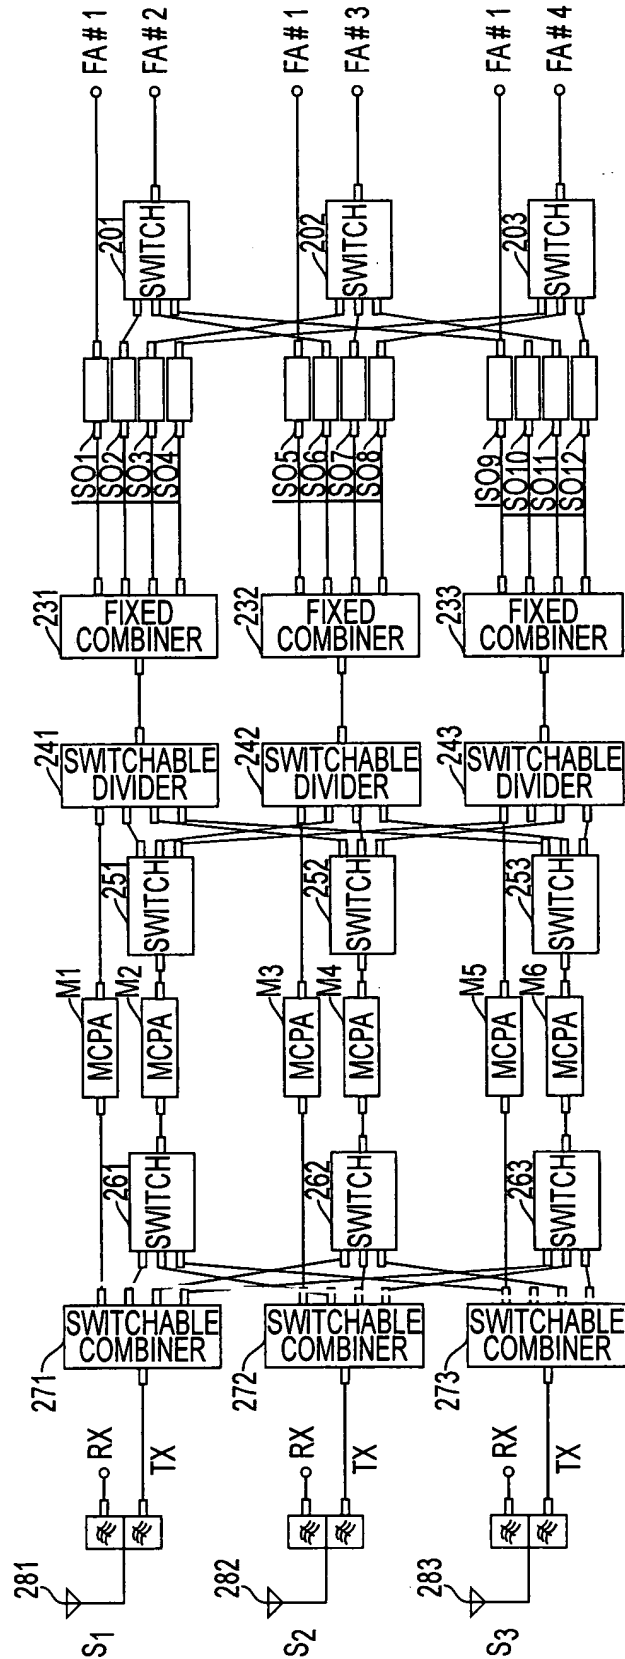 S1
281
RX
TX
271
SWITCHABLE
COMBINER
261
SWITCH
M1
MCPA
M2
MCPA
251
SWITCH
241
SWITCHABLE
DIVIDER
231
FIXED
COMBINER
ISO1
ISO2
ISO3
ISO4
201
SWITCH
FA#1
FA#2
S2
282
RX
TX
272
SWITCHABLE
COMBINER
262
SWITCH
M3
MCPA
M4
MCPA
252
SWITCH
242
SWITCHABLE
DIVIDER
232
FIXED
COMBINER
ISO5
ISO6
ISO7
ISO8
202
SWITCH
FA#1
FA#3
S3
283
RX
TX
273
SWITCHABLE
COMBINER
263
SWITCH
M5
MCPA
M6
MCPA
253
SWITCH
243
SWITCHABLE
DIVIDER
233
FIXED
COMBINER
ISO9
ISO10
ISO11
ISO12
203
SWITCH
FA#1
FA#4